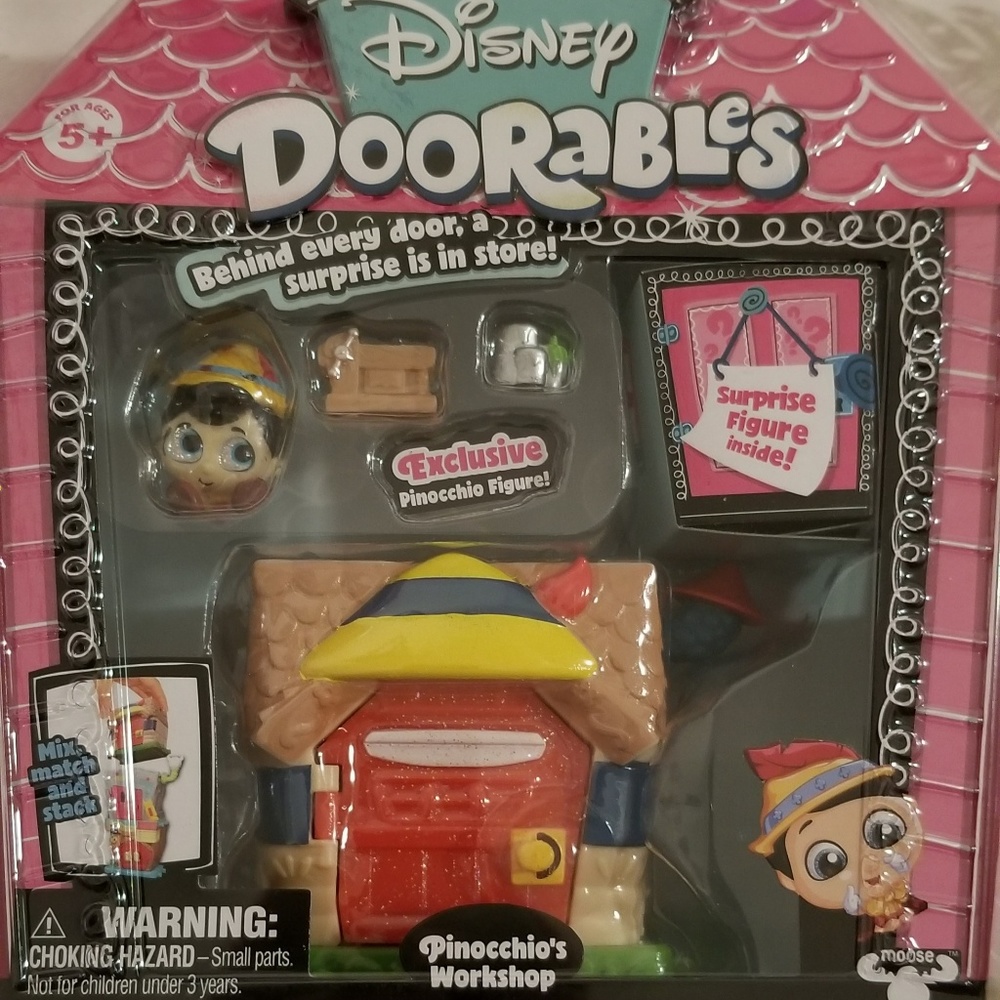 Disney
FOR AGES
5+
DOORABLES
Behind every door, a
surprise is in store!
Surprise
Figure
inside!
Exclusive
Pinocchio Figure!
Mix,
match
and
stack
WARNING:
CHOKING HAZARD – Small parts.
Not for children under 3 years.
Pinocchio's
Workshop
moose™